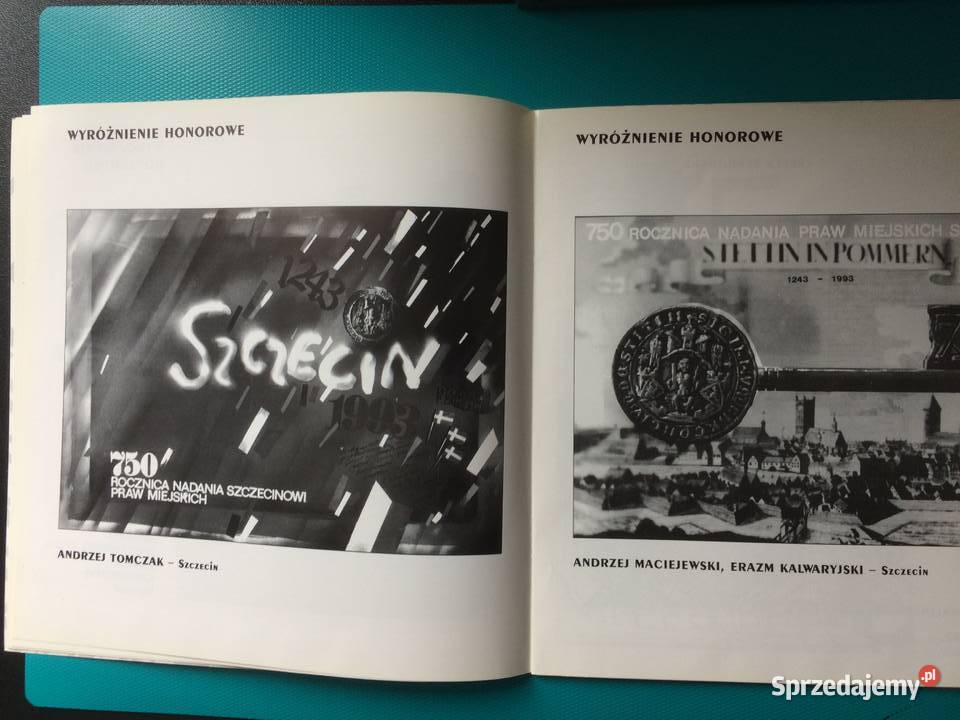 WYRÓŻNIENIE HONOROWE
1243
SZCZECIN
1993
750
ROCZNICA NADANIA SZCZECINOWI
PRAW MIEJSKICH
ANDRZEJ TOMCZAK – SZCZECIN
WYRÓŻNIENIE HONOROWE
750 ROCZNICA NADANIA PRAW MIEJSKICH S
STETTIN IN POMMERN
1243 - 1993
ANDRZEJ MACIEJEWSKI, ERAZM KALWARYJSKI – SZCZECIN
Sprzedajemy.pl